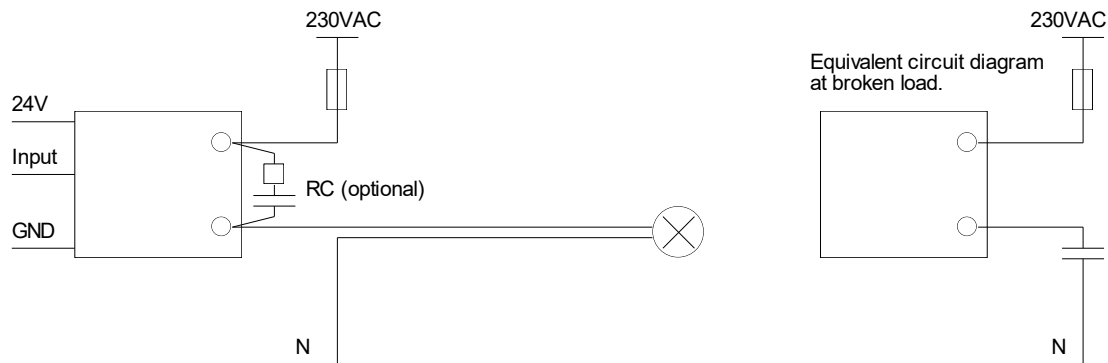 230VAC
24V
Input
GND
RC (optional)
N
230VAC
Equivalent circuit diagram
at broken load.
N